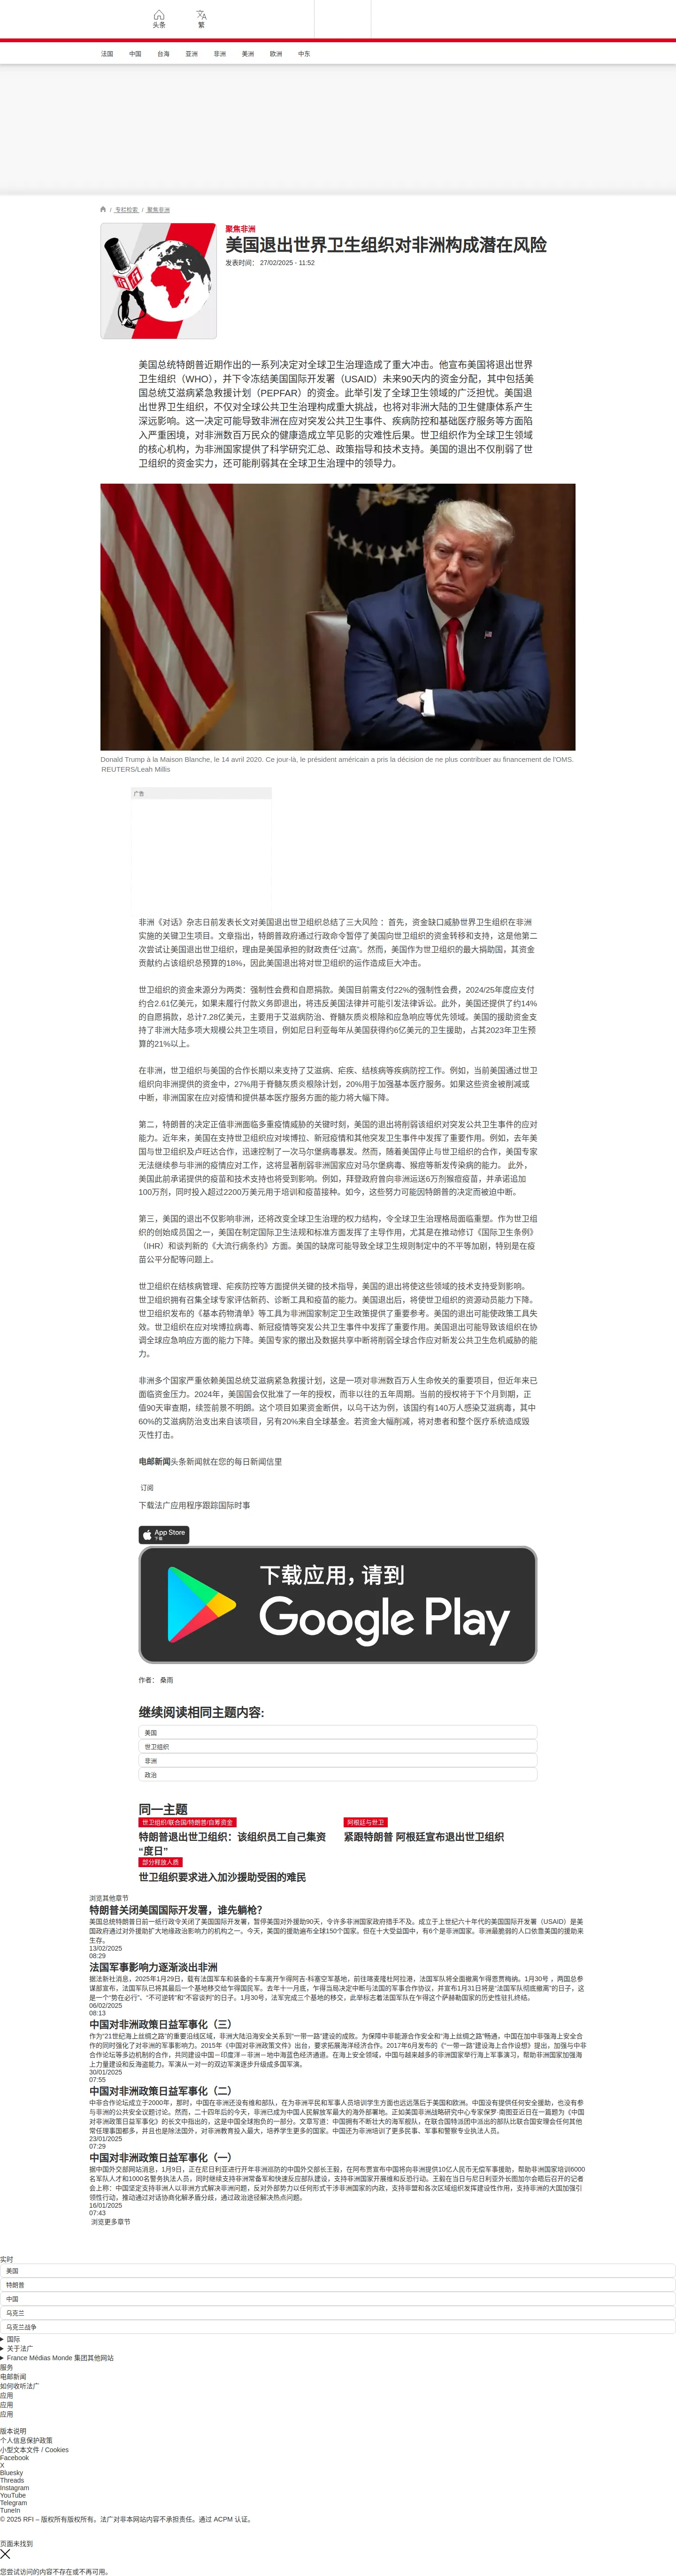 头条
繁
法国 中国 台海 亚洲 非洲 美洲 欧洲 中东
/ 专栏检索 / 聚焦非洲
聚焦非洲
美国退出世界卫生组织对非洲构成潜在风险
发表时间： 27/02/2025 - 11:52
美国总统特朗普近期作出的一系列决定对全球卫生治理造成了重大冲击。他宣布美国将退出世界
卫生组织（WHO），并下令冻结美国国际开发署（USAID）未来90天内的资金分配，其中包括美
国总统艾滋病紧急救援计划（PEPFAR）的资金。此举引发了全球卫生领域的广泛担忧。美国退
出世界卫生组织，不仅对全球公共卫生治理构成重大挑战，也将对非洲大陆的卫生健康体系产生
深远影响。这一决定可能导致非洲在应对突发公共卫生事件、疾病防控和基础医疗服务等方面陷
入严重困境，对非洲数百万民众的健康造成立竿见影的灾难性后果。世卫组织作为全球卫生领域
的核心机构，为非洲国家提供了科学研究汇总、政策指导和技术支持。美国的退出不仅削弱了世
卫组织的资金实力，还可能削弱其在全球卫生治理中的领导力。
Donald Trump à la Maison Blanche, le 14 avril 2020. Ce jour-là, le président américain a pris la décision de ne plus contribuer au financement de l'OMS.
REUTERS/Leah Millis
广告
非洲《对话》杂志日前发表长文对美国退出世卫组织总结了三大风险 ：首先，资金缺口威胁世界卫生组织在非洲
实施的关键卫生项目。文章指出，特朗普政府通过行政命令暂停了美国向世卫组织的资金转移和支持，这是他第二
次尝试让美国退出世卫组织，理由是美国承担的财政责任“过高”。然而，美国作为世卫组织的最大捐助国，其资金
贡献约占该组织总预算的18%，因此美国退出将对世卫组织的运作造成巨大冲击。
世卫组织的资金来源分为两类：强制性会费和自愿捐款。美国目前需支付22%的强制性会费，2024/25年度应支付
约合2.61亿美元，如果未履行付款义务即退出，将违反美国法律并可能引发法律诉讼。此外，美国还提供了约14%
的自愿捐款，总计7.28亿美元，主要用于艾滋病防治、脊髓灰质炎根除和应急响应等优先领域。美国的援助资金支
持了非洲大陆多项大规模公共卫生项目，例如尼日利亚每年从美国获得约6亿美元的卫生援助，占其2023年卫生预
算的21%以上。
在非洲，世卫组织与美国的合作长期以来支持了艾滋病、疟疾、结核病等疾病防控工作。例如，当前美国通过世卫
组织向非洲提供的资金中，27%用于脊髓灰质炎根除计划，20%用于加强基本医疗服务。如果这些资金被削减或
中断，非洲国家在应对疫情和提供基本医疗服务方面的能力将大幅下降。
第二，特朗普的决定正值非洲面临多重疫情威胁的关键时刻，美国的退出将削弱该组织对突发公共卫生事件的应对
能力。近年来，美国在支持世卫组织应对埃博拉、新冠疫情和其他突发卫生事件中发挥了重要作用。例如，去年美
国与世卫组织及卢旺达合作，迅速控制了一次马尔堡病毒暴发。然而，随着美国停止与世卫组织的合作，美国专家
无法继续参与非洲的疫情应对工作，这将显著削弱非洲国家应对马尔堡病毒、猴痘等新发传染病的能力。 此外，
美国此前承诺提供的疫苗和技术支持也将受到影响。例如，拜登政府曾向非洲运送6万剂猴痘疫苗，并承诺追加
100万剂，同时投入超过2200万美元用于培训和疫苗接种。如今，这些努力可能因特朗普的决定而被迫中断。
第三，美国的退出不仅影响非洲，还将改变全球卫生治理的权力结构，令全球卫生治理格局面临重塑。作为世卫组
织的创始成员国之一，美国在制定国际卫生法规和标准方面发挥了主导作用，尤其是在推动修订《国际卫生条例》
（IHR）和谈判新的《大流行病条约》方面。美国的缺席可能导致全球卫生规则制定中的不平等加剧，特别是在疫
苗公平分配等问题上。
世卫组织在结核病管理、疟疾防控等方面提供关键的技术指导，美国的退出将使这些领域的技术支持受到影响。
世卫组织拥有召集全球专家评估新药、诊断工具和疫苗的能力。美国退出后，将使世卫组织的资源动员能力下降。
世卫组织发布的《基本药物清单》等工具为非洲国家制定卫生政策提供了重要参考。美国的退出可能使政策工具失
效。世卫组织在应对埃博拉病毒、新冠疫情等突发公共卫生事件中发挥了重要作用。美国退出可能导致该组织在协
调全球应急响应方面的能力下降。美国专家的撤出及数据共享中断将削弱全球合作应对新发公共卫生危机威胁的能
力。
非洲多个国家严重依赖美国总统艾滋病紧急救援计划，这是一项对非洲数百万人生命攸关的重要项目，但近年来已
面临资金压力。2024年，美国国会仅批准了一年的授权，而非以往的五年周期。当前的授权将于下个月到期，正
值90天审查期，续签前景不明朗。这个项目如果资金断供，以乌干达为例，该国约有140万人感染艾滋病毒，其中
60%的艾滋病防治支出来自该项目，另有20%来自全球基金。若资金大幅削减，将对患者和整个医疗系统造成毁
灭性打击。
电邮新闻头条新闻就在您的每日新闻信里
订阅
下载法广应用程序跟踪国际时事
App Store
下载
下载应用，请到
Google Play
作者： 桑雨
继续阅读相同主题内容:
美国
世卫组织
非洲
政治
同一主题
世卫组织/联合国/特朗普/自筹资金
特朗普退出世卫组织：该组织员工自己集资
“度日”
阿根廷与世卫
紧跟特朗普 阿根廷宣布退出世卫组织
部分释放人质
世卫组织要求进入加沙援助受困的难民
浏览其他章节
特朗普关闭美国国际开发署，谁先躺枪？
美国总统特朗普日前一纸行政令关闭了美国国际开发署，暂停美国对外援助90天，令许多非洲国家政府措手不及。成立于上世纪六十年代的美国国际开发署（USAID）是美
国政府通过对外援助扩大地缘政治影响力的机构之一。今天，美国的援助遍布全球150个国家。但在十大受益国中，有6个是非洲国家。非洲最脆弱的人口依靠美国的援助来
生存。
13/02/2025
08:29
法国军事影响力逐渐淡出非洲
据法新社消息，2025年1月29日，载有法国军车和装备的卡车离开乍得阿吉·科塞空军基地，前往喀麦隆杜阿拉港，法国军队将全面撤离乍得恩贾梅纳。1月30号 ，两国总参
谋部宣布，法国军队已将其最后一个基地移交给乍得国民军。去年十一月底，乍得当局决定中断与法国的军事合作协议，并宣布1月31日将是“法国军队彻底撤离”的日子，这
是一个“势在必行”、“不可逆转”和“不容谈判”的日子。1月30号，法军完成三个基地的移交，此举标志着法国军队在乍得这个萨赫勒国家的历史性驻扎终结。
06/02/2025
08:13
中国对非洲政策日益军事化（三）
作为“21世纪海上丝绸之路”的重要沿线区域，非洲大陆沿海安全关系到“一带一路”建设的成败。为保障中非能源合作安全和“海上丝绸之路”畅通，中国在加中非强海上安全合
作的同时强化了对非洲的军事影响力。2015年《中国对非洲政策文件》出台，要求拓展海洋经济合作。2017年6月发布的《“一带一路”建设海上合作设想》提出，加强与中非
合作论坛等多边机制的合作，共同建设中国－印度洋－非洲－地中海蓝色经济通道。在海上安全领域，中国与越来越多的非洲国家举行海上军事演习，帮助非洲国家加强海
上力量建设和反海盗能力。军演从一对一的双边军演逐步升级成多国军演。
30/01/2025
07:55
中国对非洲政策日益军事化（二）
中非合作论坛成立于2000年，那时，中国在非洲还没有维和部队，在为非洲平民和军事人员培训学生方面也远远落后于美国和欧洲。中国没有提供任何安全援助，也没有参
与非洲的公共安全议题讨论。然而，二十四年后的今天，非洲已成为中国人民解放军最大的海外部署地。正如美国非洲战略研究中心专家保罗·南图亚近日在一篇题为《中国
对非洲政策日益军事化》的长文中指出的，这是中国全球抱负的一部分。文章写道：中国拥有不断壮大的海军舰队，在联合国特派团中派出的部队比联合国安理会任何其他
常任理事国都多，并且也是除法国外，对非洲教育投入最大，培养学生更多的国家。中国还为非洲培训了更多民事、军事和警察专业执法人员。
23/01/2025
07:29
中国对非洲政策日益军事化（一）
据中国外交部网站消息，1月9日，正在尼日利亚进行开年非洲巡防的中国外交部长王毅，在阿布贾宣布中国将向非洲提供10亿人民币无偿军事援助，帮助非洲国家培训6000
名军队人才和1000名警务执法人员，同时继续支持非洲常备军和快速反应部队建设，支持非洲国家开展维和反恐行动。王毅在当日与尼日利亚外长图加尔会晤后召开的记者
会上称：中国坚定支持非洲人以非洲方式解决非洲问题，反对外部势力以任何形式干涉非洲国家的内政，支持非盟和各次区域组织发挥建设性作用，支持非洲的大国加强引
领性行动，推动通过对话协商化解矛盾分歧，通过政治途径解决热点问题。
16/01/2025
07:43
浏览更多章节
实时
美国
特朗普
中国
乌克兰
乌克兰战争
国际
关于法广
France Médias Monde 集团其他网站
服务
电邮新闻
如何收听法广
应用
应用
应用
版本说明
个人信息保护政策
小型文本文件 / Cookies
Facebook
X
Bluesky
Threads
Instagram
YouTube
Telegram
TuneIn
© 2025 RFI – 版权所有版权所有。法广对非本网站内容不承担责任。通过 ACPM 认证。
页面未找到
您尝试访问的内容不存在或不再可用。